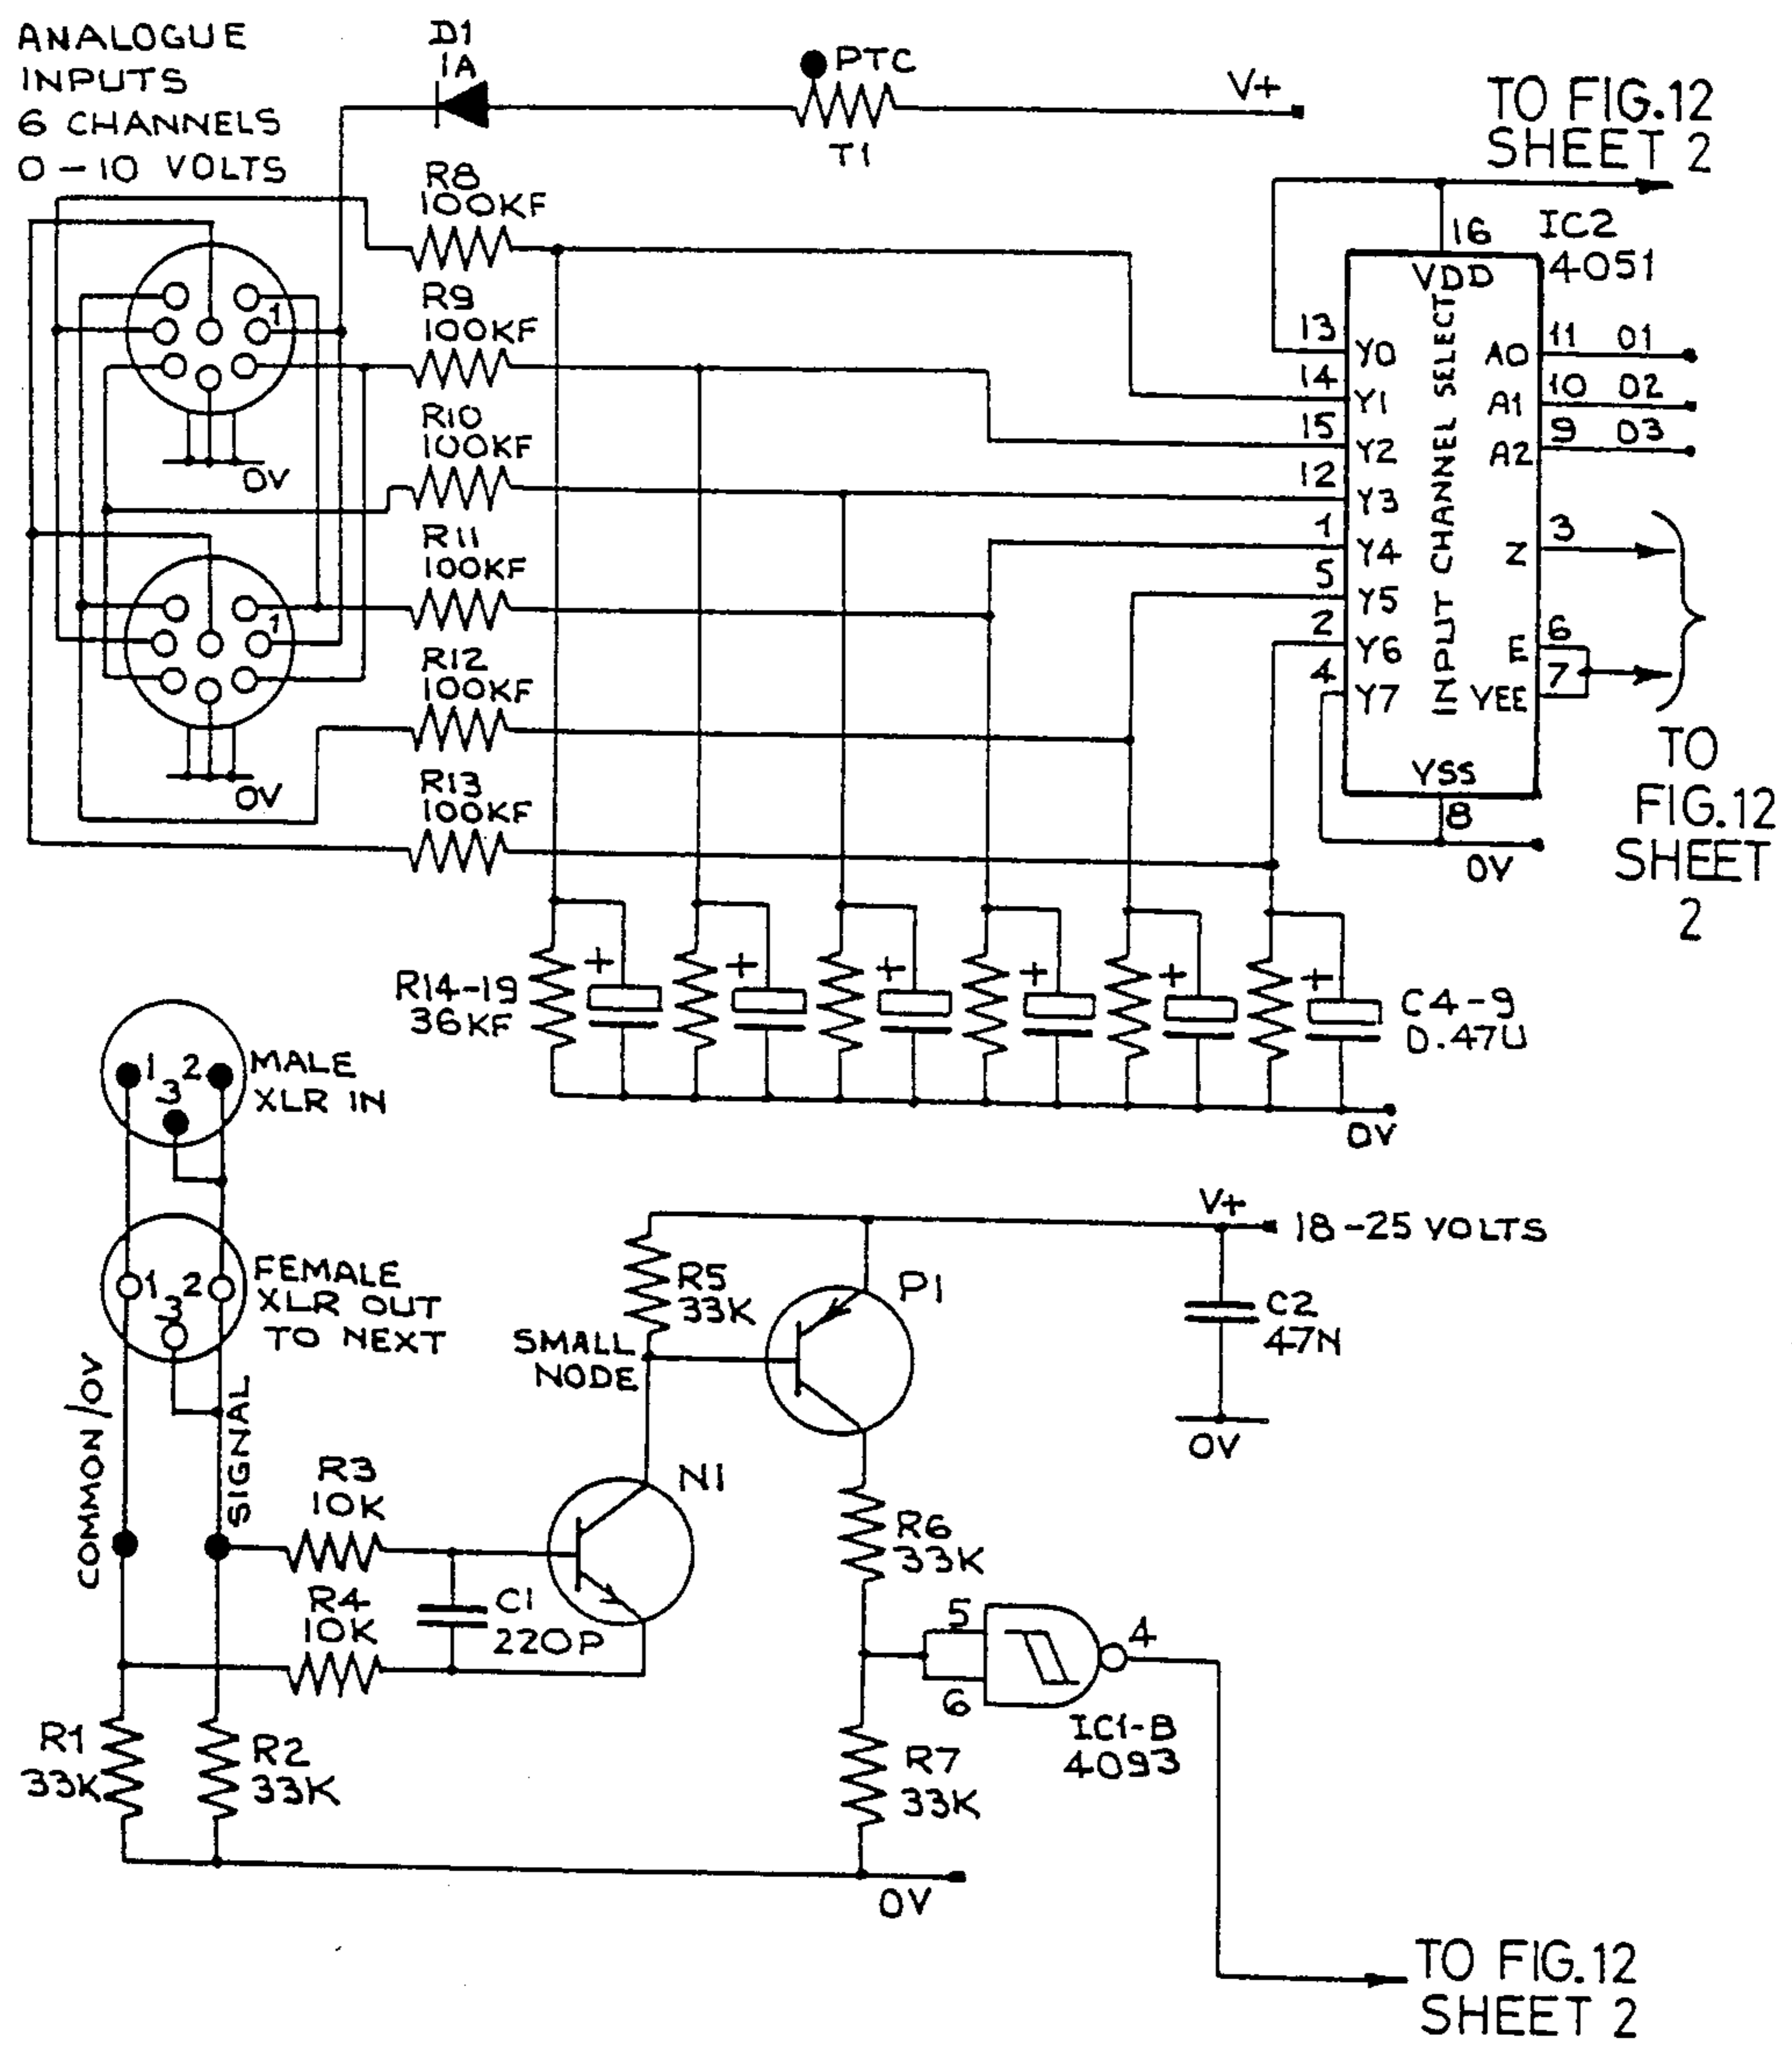 ANALOGUE
INPUTS
6 CHANNELS
0-10 VOLTS
D1
1A
PTC
T1
V+
TO FIG.12
SHEET 2
R8
100KF
R9
100KF
R10
100KF
R11
100KF
R12
100KF
R13
100KF
1
0V
1
0V
IC2
4051
16
VDD
INPUT CHANNEL SELECT
13
Y0
14
Y1
15
Y2
12
Y3
1
Y4
5
Y5
2
Y6
4
Y7
A0
11
01
A1
10
02
A2
9
03
Z
3
E
6
VEE
7
VSS
8
0V
TO
FIG.12
SHEET
2
R14-19
36KF
+
+
+
+
+
+
C4-9
0.47U
0V
1 2
3
MALE
XLR IN
1 2
3
FEMALE
XLR OUT
TO NEXT
COMMON/0V
SIGNAL
R3
10K
R4
10K
C1
220P
R1
33K
R2
33K
N1
SMALL
NODE
R5
33K
P1
V+
18-25 VOLTS
C2
47N
0V
R6
33K
R7
33K
5
6
4
IC1-B
4093
0V
TO FIG.12
SHEET 2